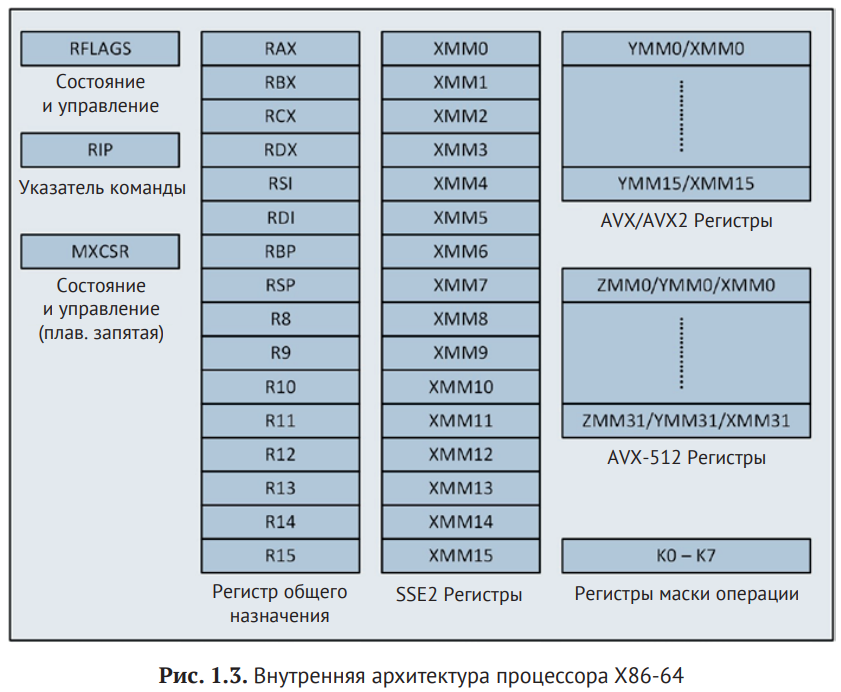 RFLAGS
Состояние
и управление
RIP
Указатель команды
MXCSR
Состояние
и управление
(плав. запятая)
RAX
RBX
RCX
RDX
RSI
RDI
RBP
RSP
R8
R9
R10
R11
R12
R13
R14
R15
Регистр общего
назначения
XMM0
XMM1
XMM2
XMM3
XMM4
XMM5
XMM6
XMM7
XMM8
XMM9
XMM10
XMM11
XMM12
XMM13
XMM14
XMM15
SSE2 Регистры
YMM0/XMM0
YMM15/XMM15
AVX/AVX2 Регистры
ZMM0/YMM0/XMM0
ZMM31/YMM31/XMM31
AVX-512 Регистры
K0 – K7
Регистры маски операции
Рис. 1.3. Внутренняя архитектура процессора X86-64